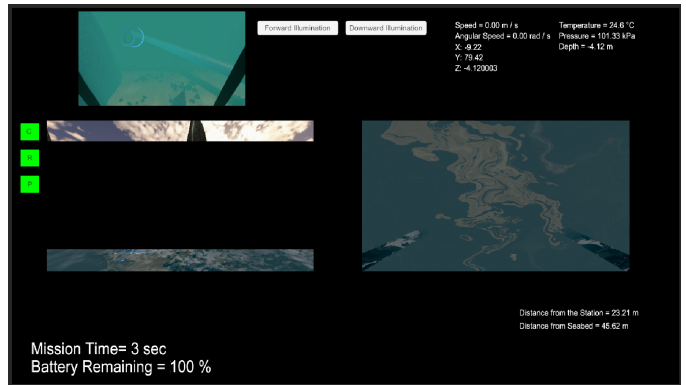 Forward Illumination
Downward Illumination
Speed = 0.00 m / s
Temperature = 24.6 °C
Angular Speed = 0.00 rad / s
Pressure = 101.33 kPa
X: -9.22
Depth = -4.12 m
Y: 79.42
Z: -4.120003
R
P
Distance from the Station = 23.21 m
Distance from Seabed = 45.62 m
Mission Time= 3 sec
Battery Remaining = 100 %